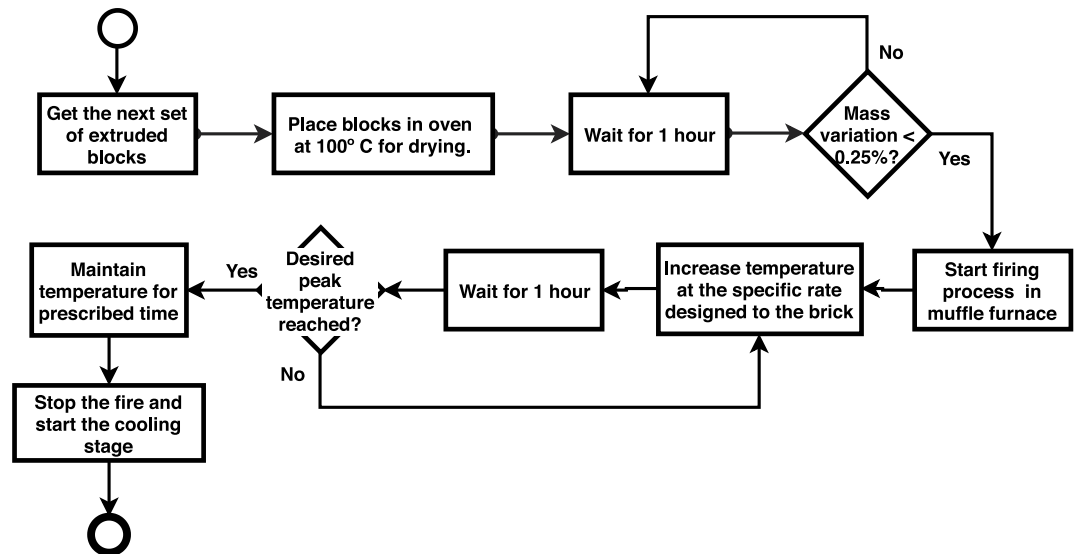 Get the next set
of extruded
blocks
Place blocks in oven
at 100º C for drying.
Wait for 1 hour
No
Mass
variation <
0.25%?
Yes
Start firing
process in
muffle furnace
Increase temperature
at the specific rate
designed to the brick
Wait for 1 hour
Desired
peak
temperature
reached?
No
Yes
Maintain
temperature for
prescribed time
Stop the fire and
start the cooling
stage